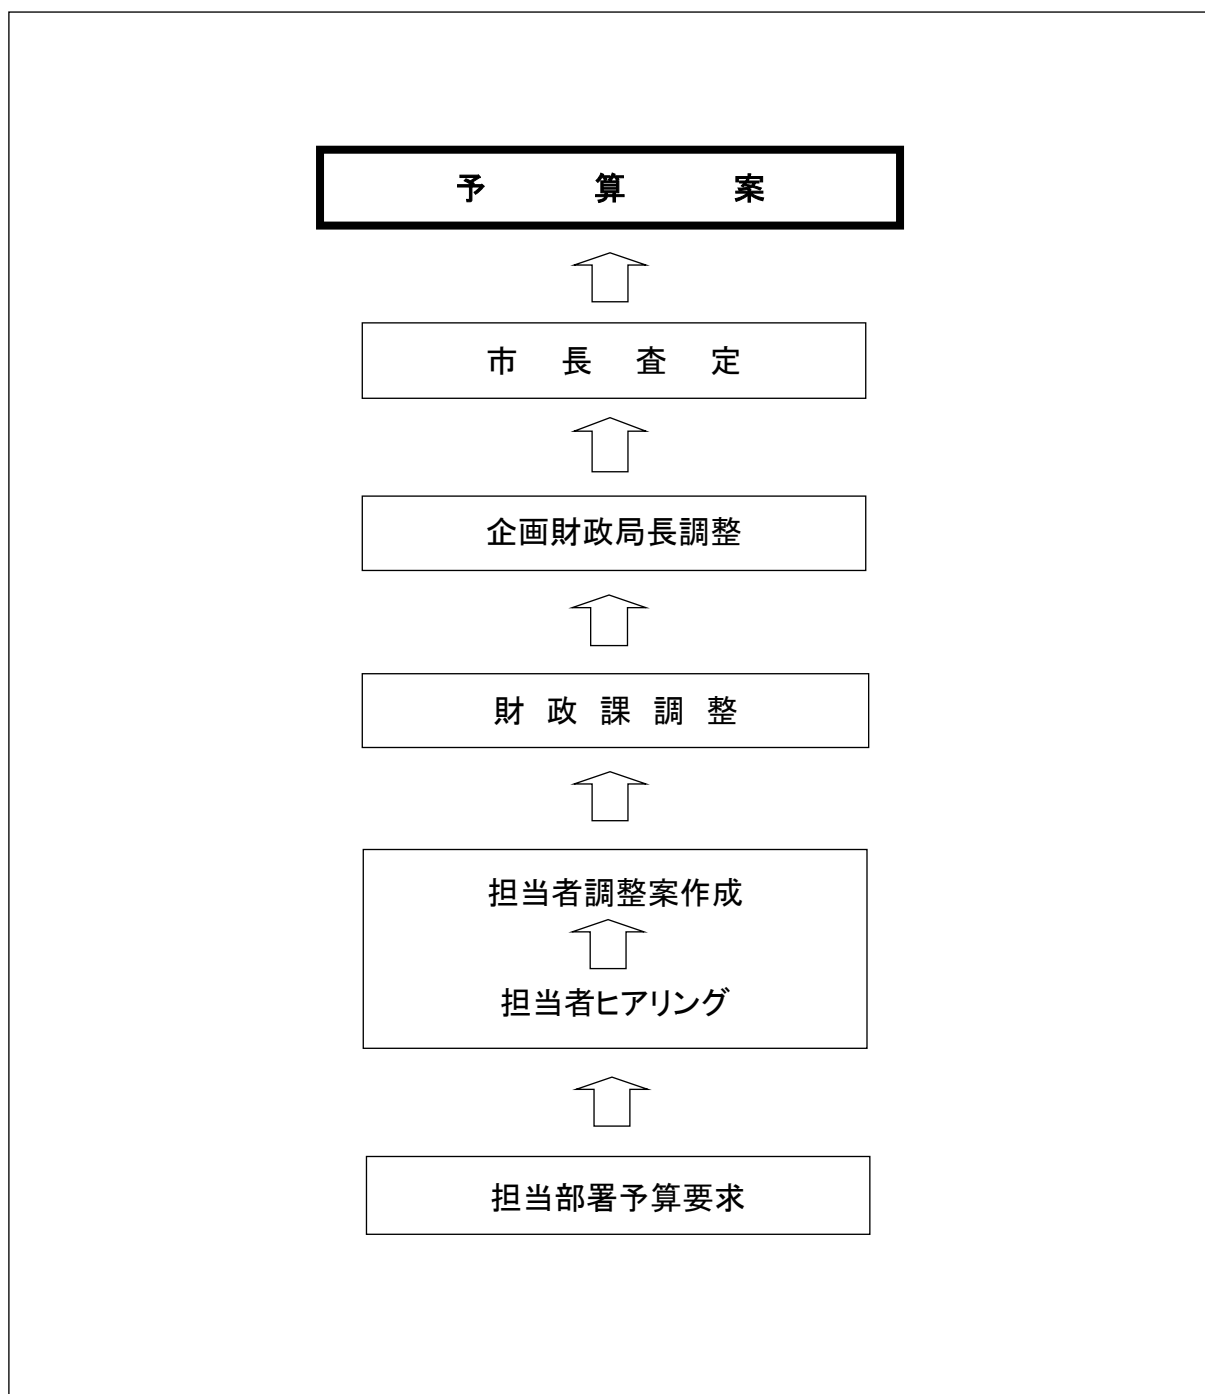 予算案
市長査定
企画財政局長調整
財政課調整
担当者調整案作成
担当者ヒアリング
担当部署予算要求